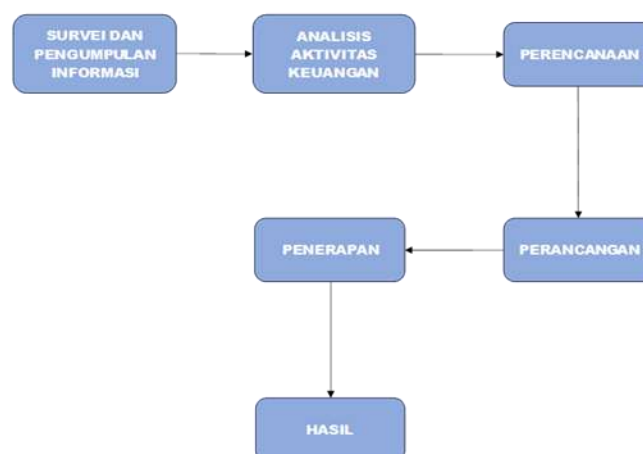 SURVEI DAN
PENGUMPULAN
INFORMASI
ANALISIS
AKTIVITAS
KEUANGAN
PERENCANAAN
PERANCANGAN
PENERAPAN
HASIL